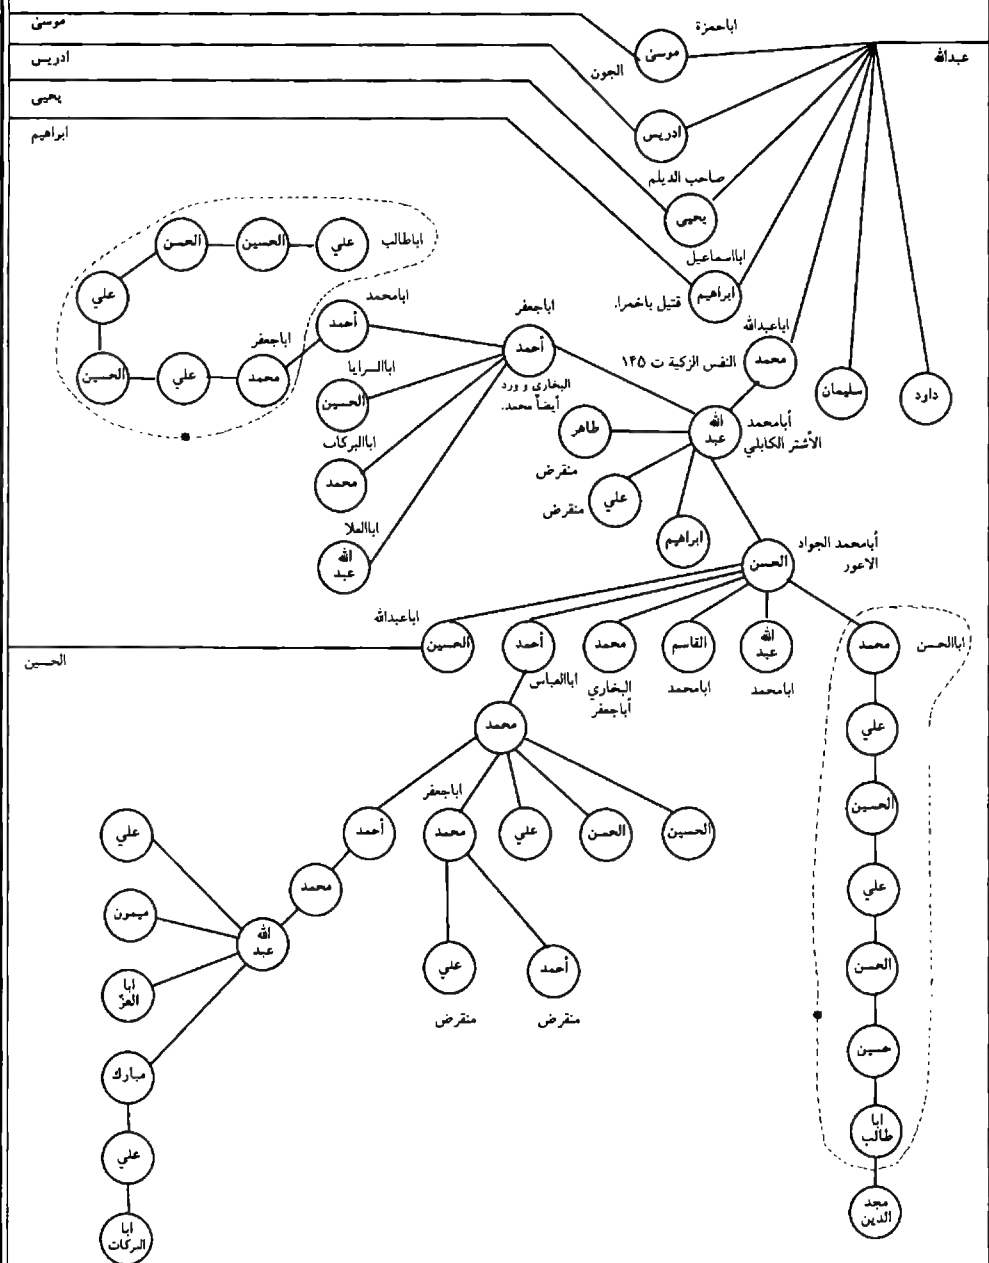 موسىٰ
اباحمزة
موسىٰ
الجون
عبدالله
ادريس
يحيى
ابراهيم
ادريس
صاحب الديلم
يحيى
ابااسماعيل
ابراهيم
قتيل باخمرا.
اباعبدالله
محمد
النفس الزكية ت ۱۴۵
سليمان
داود
اباطالب
علي
الحسين
الحسن
علي
الحسين
علي
محمد
اباجعفر
ابامحمد
أحمد
اباجعفر
أحمد
البخاري و ورد
أيضاً محمد.
اباالسرايا
الحسين
اباالبركات
محمد
اباالعلا
الله
عبد
الله
عبد
أبامحمد
الأشتر الكابلي
طاهر
منقرض
علي
منقرض
ابراهيم
الحسن
أبامحمد الجواد
الاعور
اباعبدالله
الحسين
الحسين
أحمد
اباالعباس
محمد
البخاري
أباجعفر
القاسم
ابامحمد
الله
عبد
ابامحمد
محمد
اباالحسن
علي
الحسين
علي
الحسن
حسين
ابا
طالب
مجد
الدين
محمد
الحسين
الحسن
علي
اباجعفر
محمد
أحمد
أحمد
منقرض
علي
منقرض
محمد
الله
عبد
علي
ميمون
ابا
العزّ
مبارك
علي
ابا
البركات